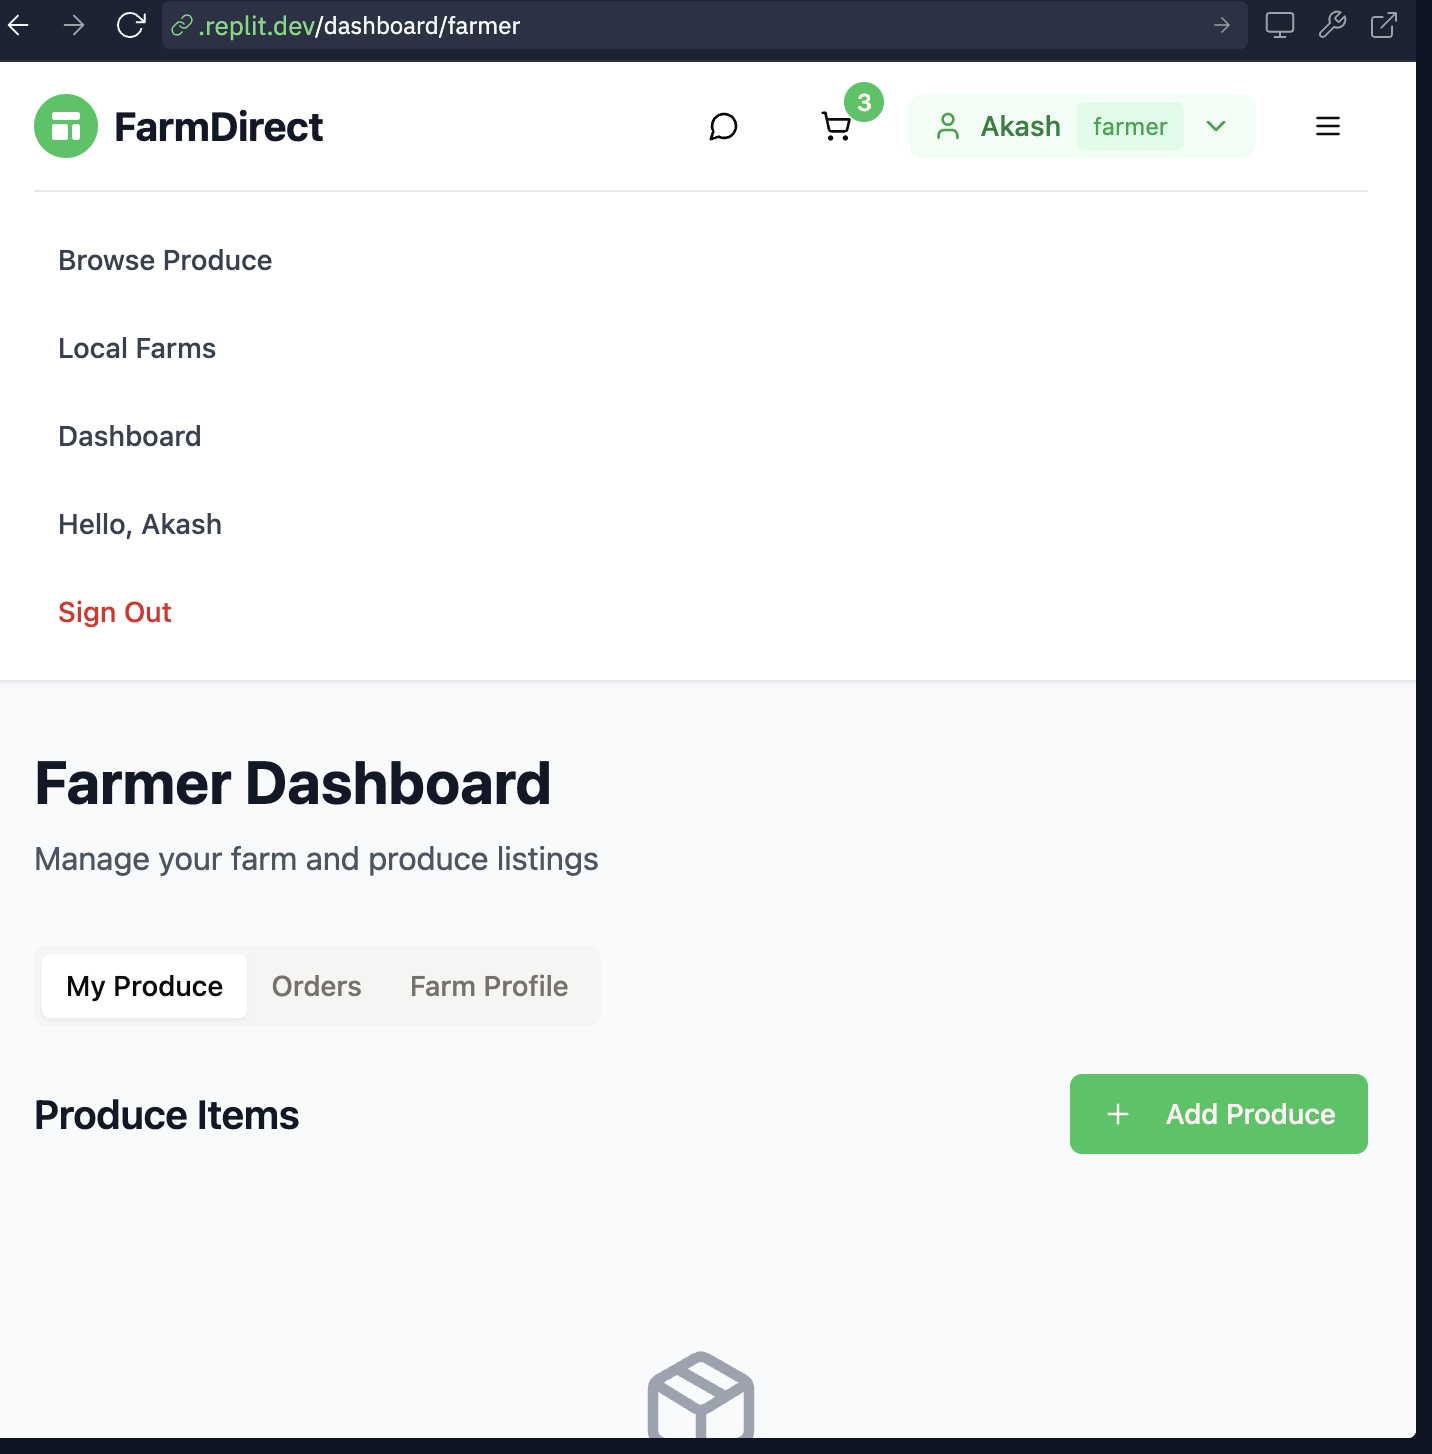 .replit.dev/dashboard/farmer
FarmDirect
3
Akash
farmer
Browse Produce
Local Farms
Dashboard
Hello, Akash
Sign Out
Farmer Dashboard
Manage your farm and produce listings
My Produce
Orders
Farm Profile
Produce Items
Add Produce